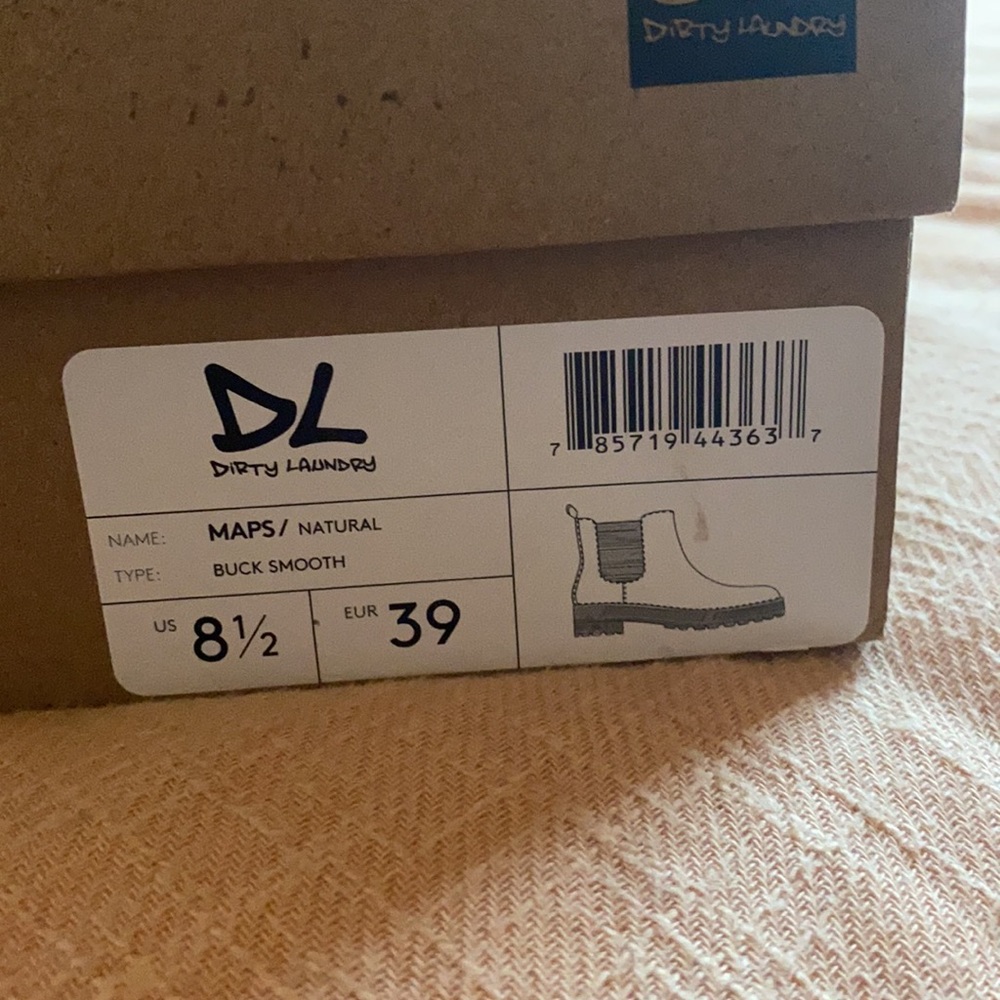 DiRTY LAUNDRY
DL
DiRTY LAUNDRY
7 85719 44363 7
NAME: MAPS/ NATURAL
TYPE: BUCK SMOOTH
US 8½ EUR 39